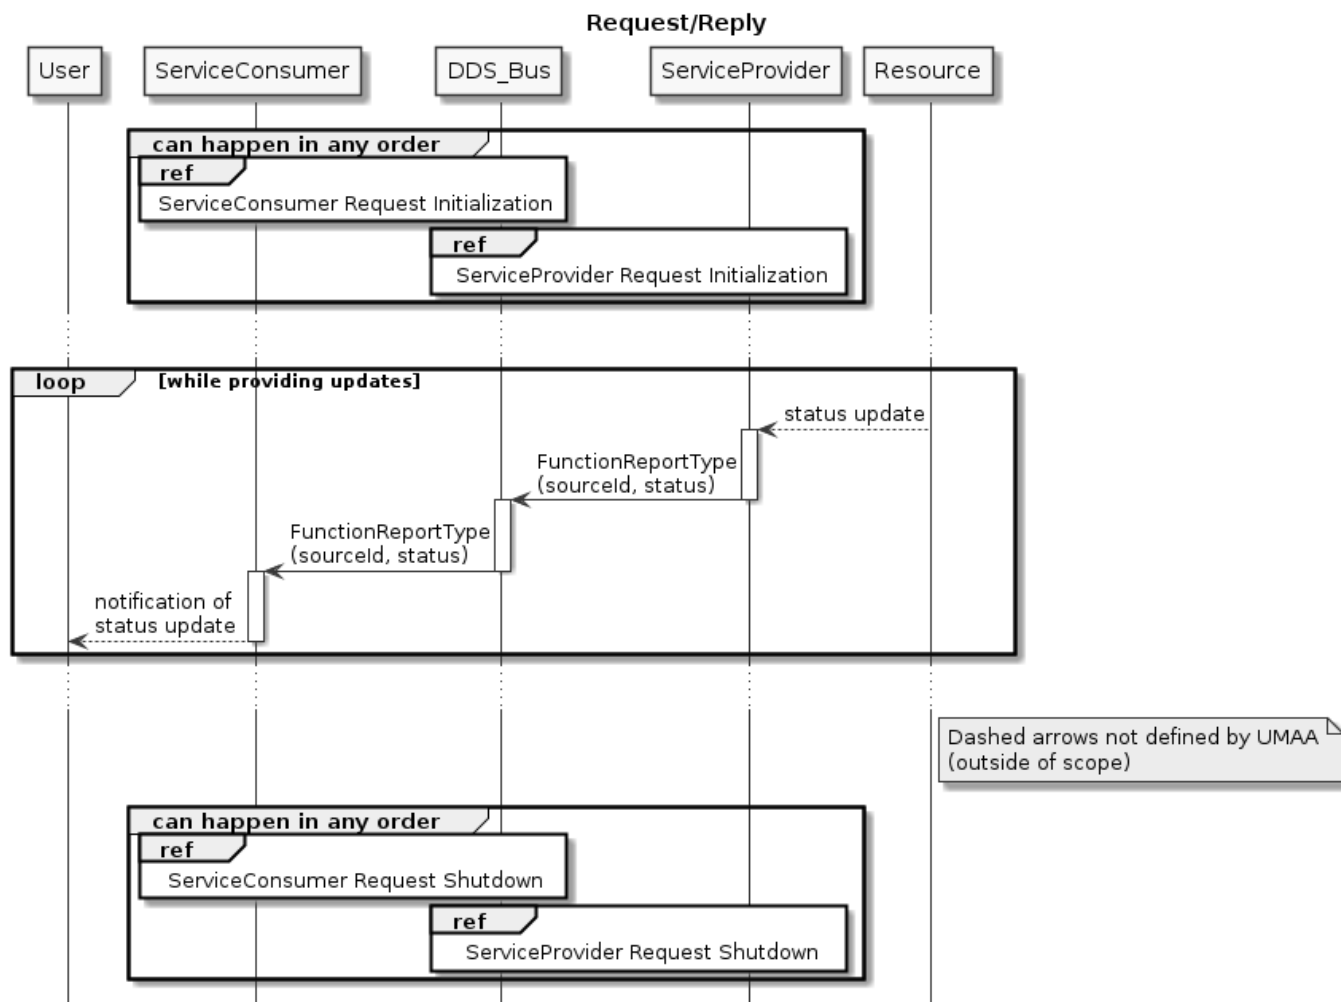 Request/Reply
User
ServiceConsumer
DDS_Bus
ServiceProvider
Resource
can happen in any order
ref
ServiceConsumer Request Initialization
ref
ServiceProvider Request Initialization
loop
[while providing updates]
status update
FunctionReportType
(sourceId, status)
FunctionReportType
(sourceId, status)
notification of
status update
Dashed arrows not defined by UMAA
(outside of scope)
can happen in any order
ref
ServiceConsumer Request Shutdown
ref
ServiceProvider Request Shutdown